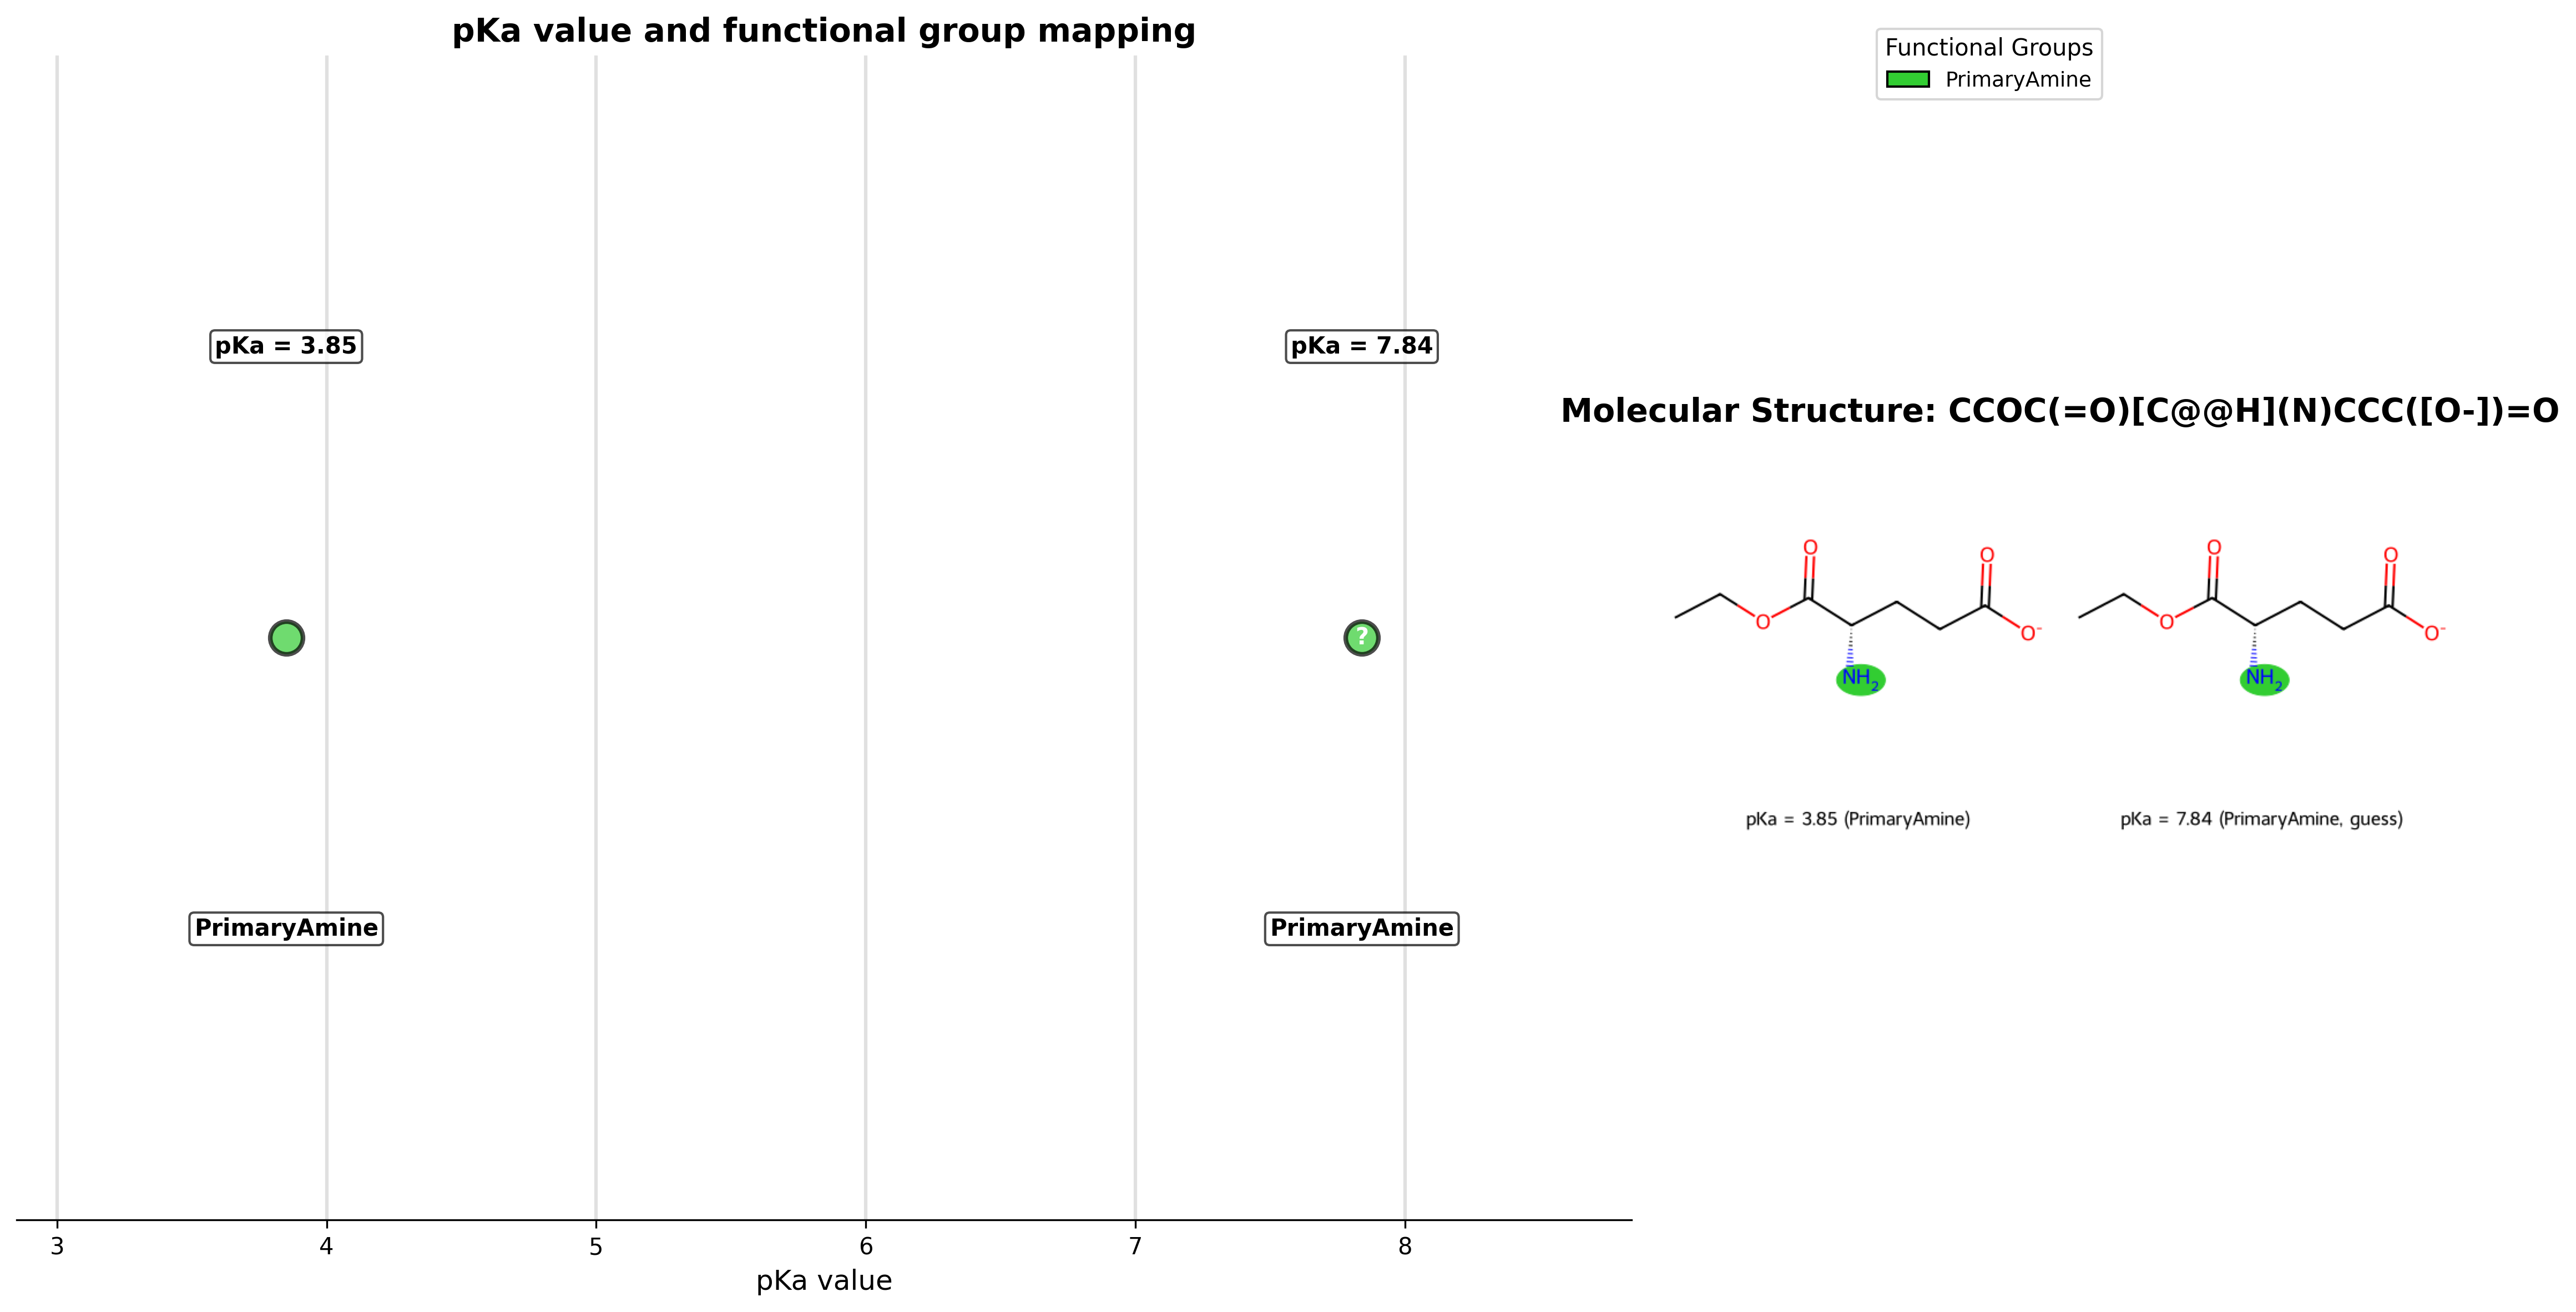 pKa value and functional group mapping
pKa = 3.85
pKa = 7.84
?
PrimaryAmine
PrimaryAmine
3
4
5
6
7
8
pKa value
Functional Groups
PrimaryAmine
Molecular Structure: CCOC(=O)[C@@H](N)CCC([O-])=O
O
O
O
O-
NH2
O
O
O
O-
NH2
pKa = 3.85 (PrimaryAmine)
pKa = 7.84 (PrimaryAmine, guess)